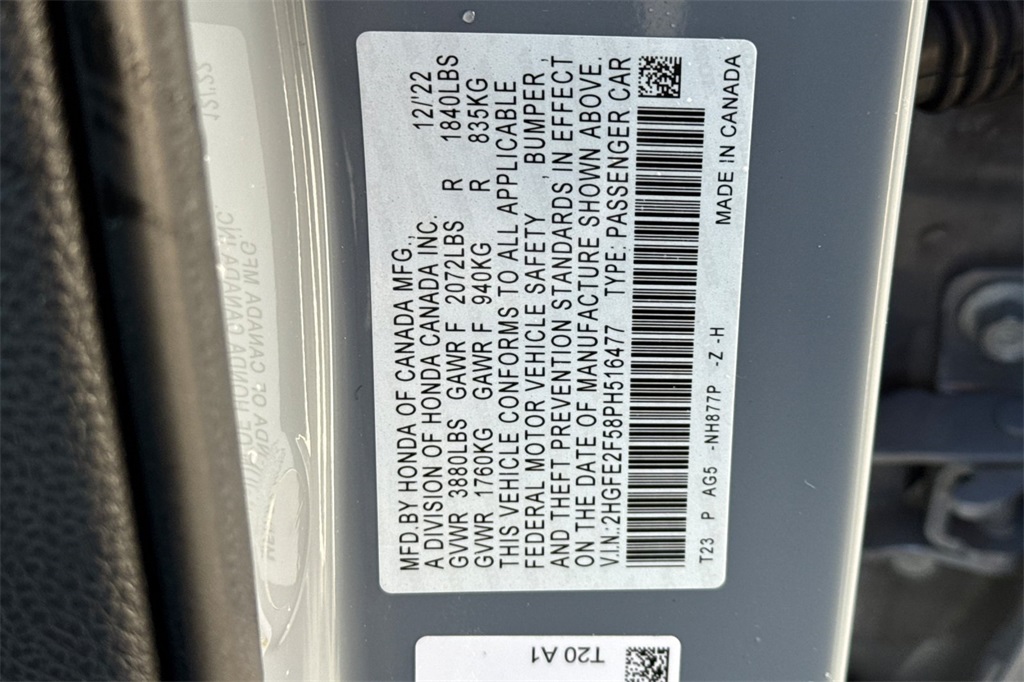 MFD.BY HONDA OF CANADA MFG., 12/'22
A DIVISION OF HONDA CANADA INC.
GVWR 3880LBS GAWR F 2072LBS R 1840LBS
GVWR 1760KG GAWR F 940KG R 835KG
THIS VEHICLE CONFORMS TO ALL APPLICABLE
FEDERAL MOTOR VEHICLE SAFETY , BUMPER ,
AND THEFT PREVENTION STANDARDS IN EFFECT
ON THE DATE OF MANUFACTURE SHOWN ABOVE.
V.I.N.:2HGFE2F58PH516477 TYPE: PASSENGER CAR
T23 P AG5 -NH877P -Z -H MADE IN CANADA
T20 A1